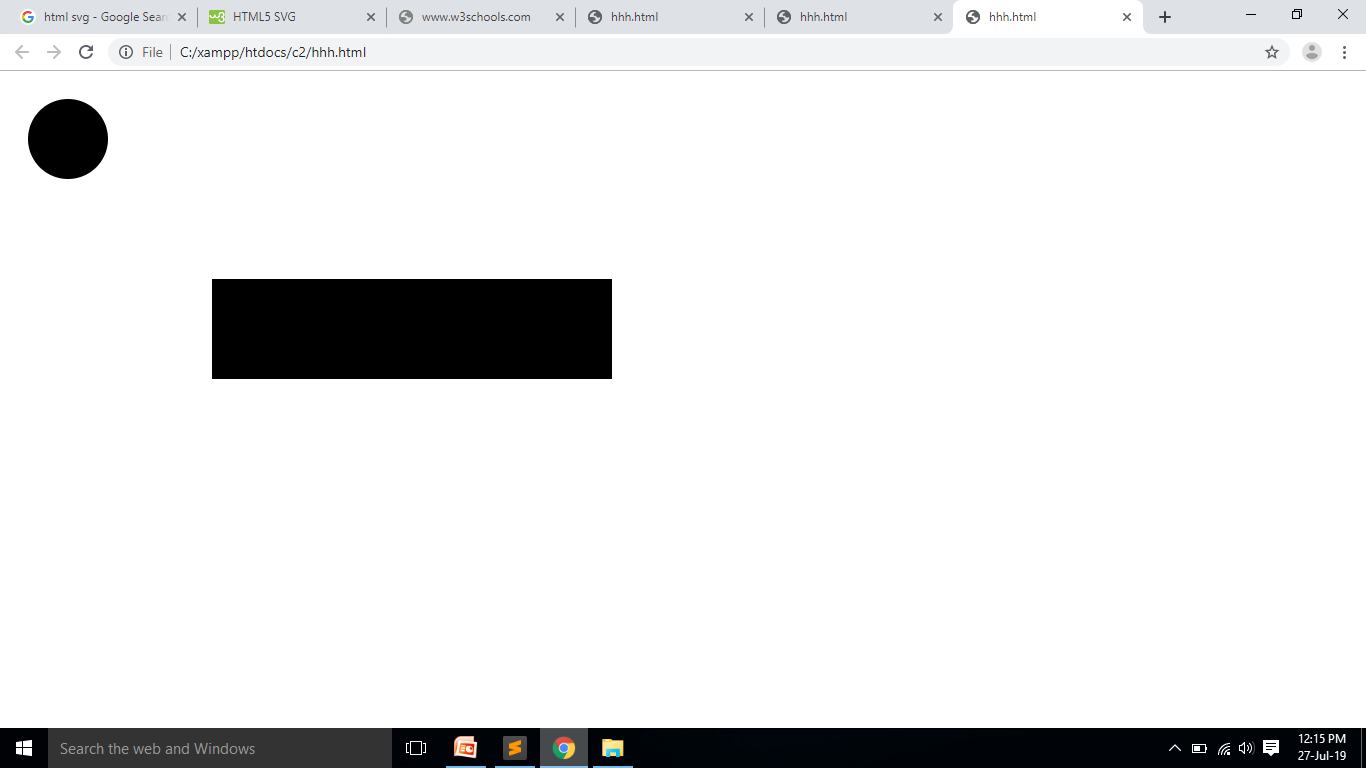 html svg - Google Sear
HTML5 SVG
www.w3schools.com
hhh.html
hhh.html
hhh.html
File
C:/xampp/htdocs/c2/hhh.html
Search the web and Windows
12:15 PM
27-Jul-19